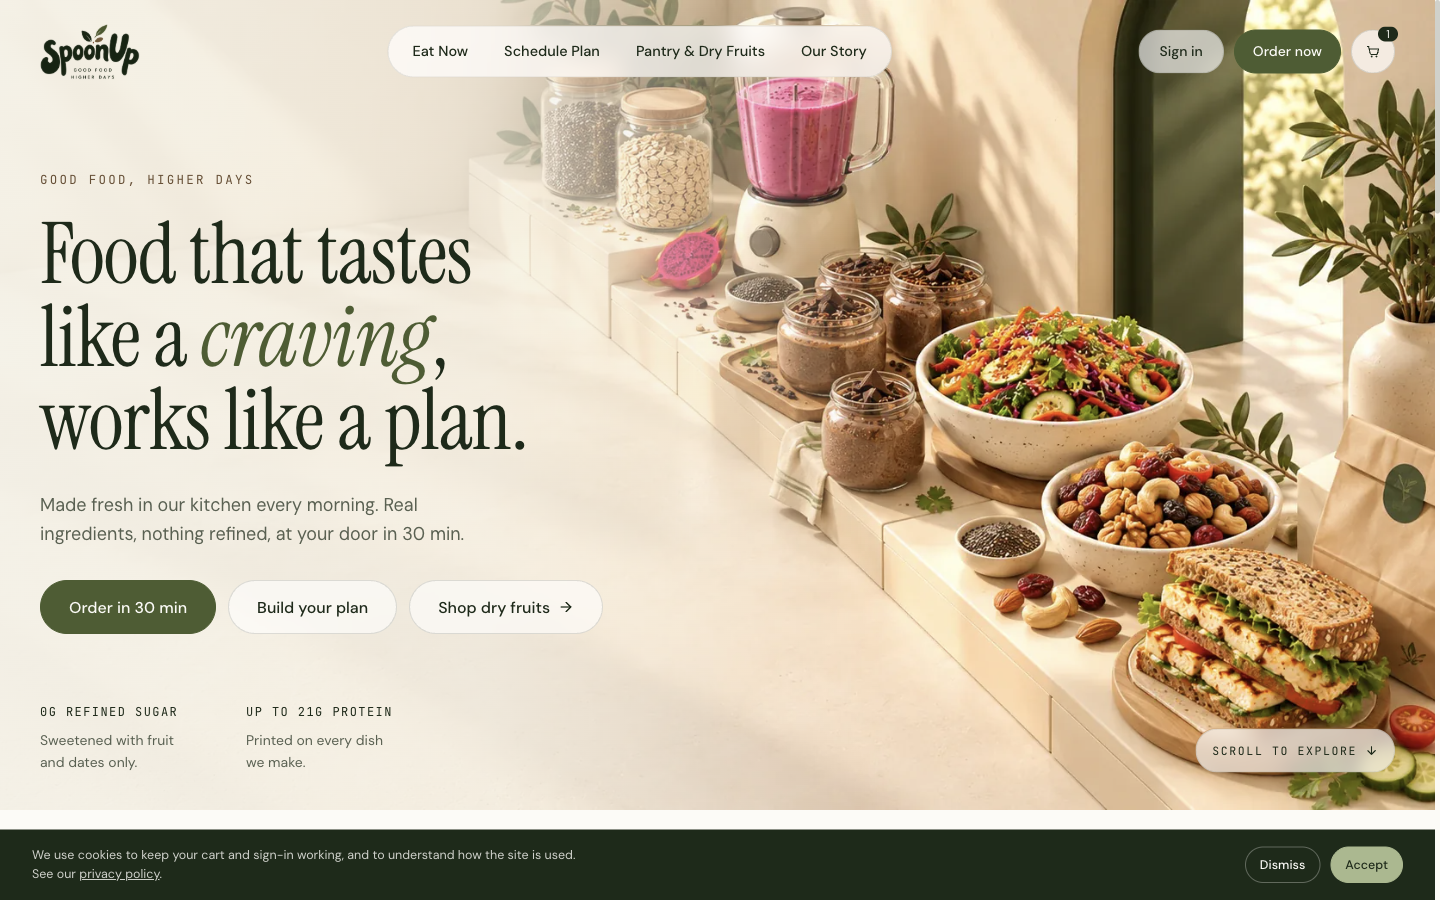 SpoonUp
GOOD FOOD
HIGHER DAYS
Eat Now
Schedule Plan
Pantry & Dry Fruits
Our Story
Sign in
Order now
1
GOOD FOOD, HIGHER DAYS
Food that tastes
like a craving,
works like a plan.
Made fresh in our kitchen every morning. Real
ingredients, nothing refined, at your door in 30 min.
Order in 30 min
Build your plan
Shop dry fruits →
0G REFINED SUGAR
Sweetened with fruit
and dates only.
UP TO 21G PROTEIN
Printed on every dish
we make.
SCROLL TO EXPLORE ↓
We use cookies to keep your cart and sign-in working, and to understand how the site is used.
See our privacy policy.
Dismiss
Accept